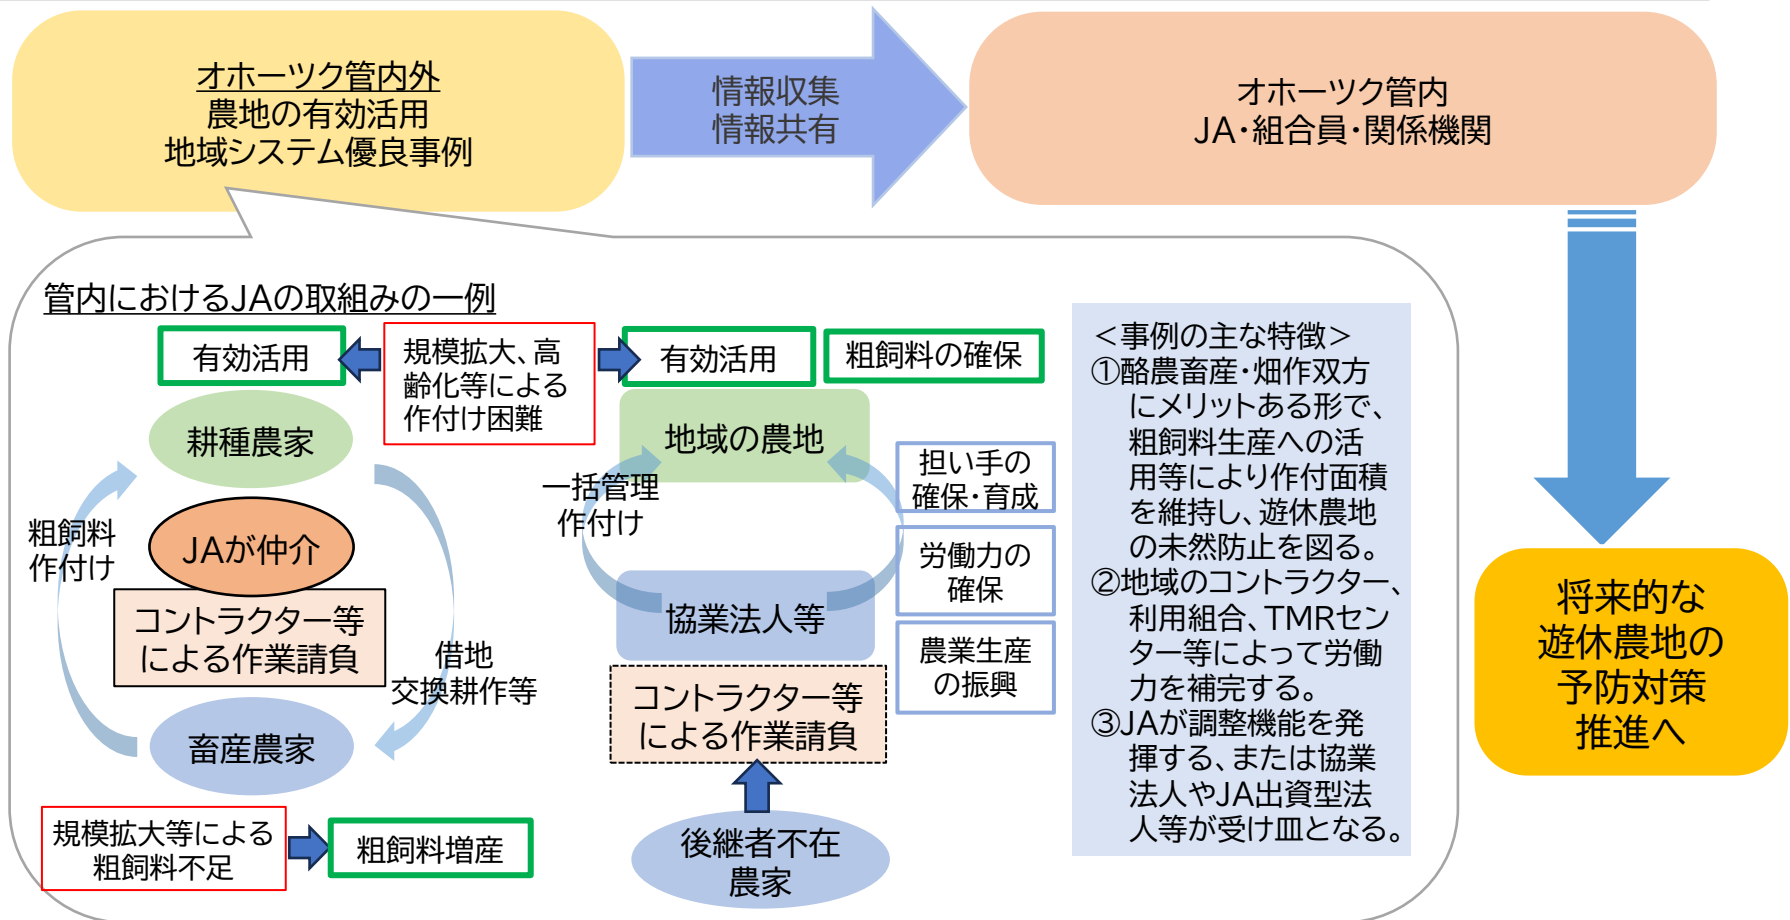 オホーツク管内外
農地の有効活用
地域システム優良事例
情報収集
情報共有
オホーツク管内
JA・組合員・関係機関
管内におけるJAの取組みの一例
有効活用
規模拡大、高
齢化等による
作付け困難
有効活用
粗飼料の確保
耕種農家
地域の農地
粗飼料
作付け
JAが仲介
コントラクター等
による作業請負
借地
交換耕作等
畜産農家
規模拡大等による
粗飼料不足
粗飼料増産
一括管理
作付け
担い手の
確保・育成
労働力の
確保
農業生産
の振興
協業法人等
コントラクター等
による作業請負
後継者不在
農家
＜事例の主な特徴＞
①酪農畜産・畑作双方
にメリットある形で、
粗飼料生産への活
用等により作付面積
を維持し、遊休農地
の未然防止を図る。
②地域のコントラクター、
利用組合、TMRセン
ター等によって労働
力を補完する。
③JAが調整機能を発
揮する、または協業
法人やJA出資型法
人等が受け皿となる。
将来的な
遊休農地の
予防対策
推進へ